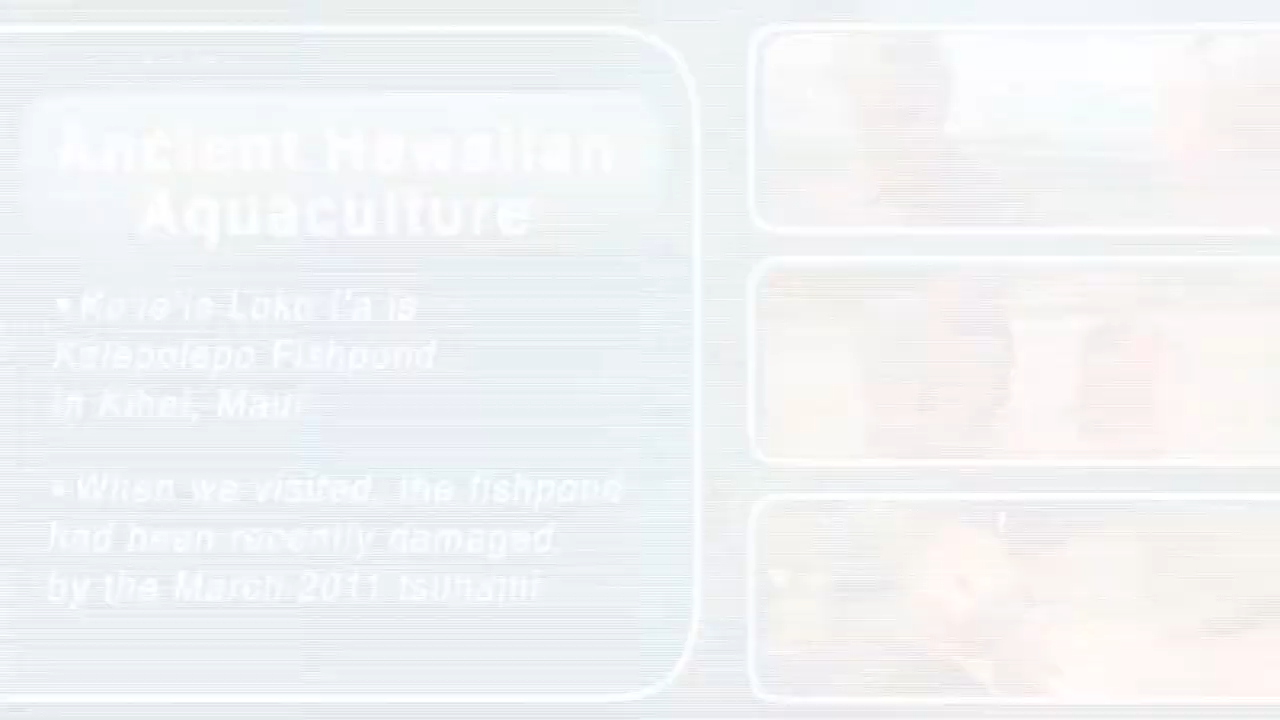 Ancient Hawaiian
Aquaculture
• Ko'ie'ie Loko I'a is
Kalepolepo Fishpond
in Kihei, Maui
• When we visited, the fishpond
had been recently damaged
by the March 2011 tsunami